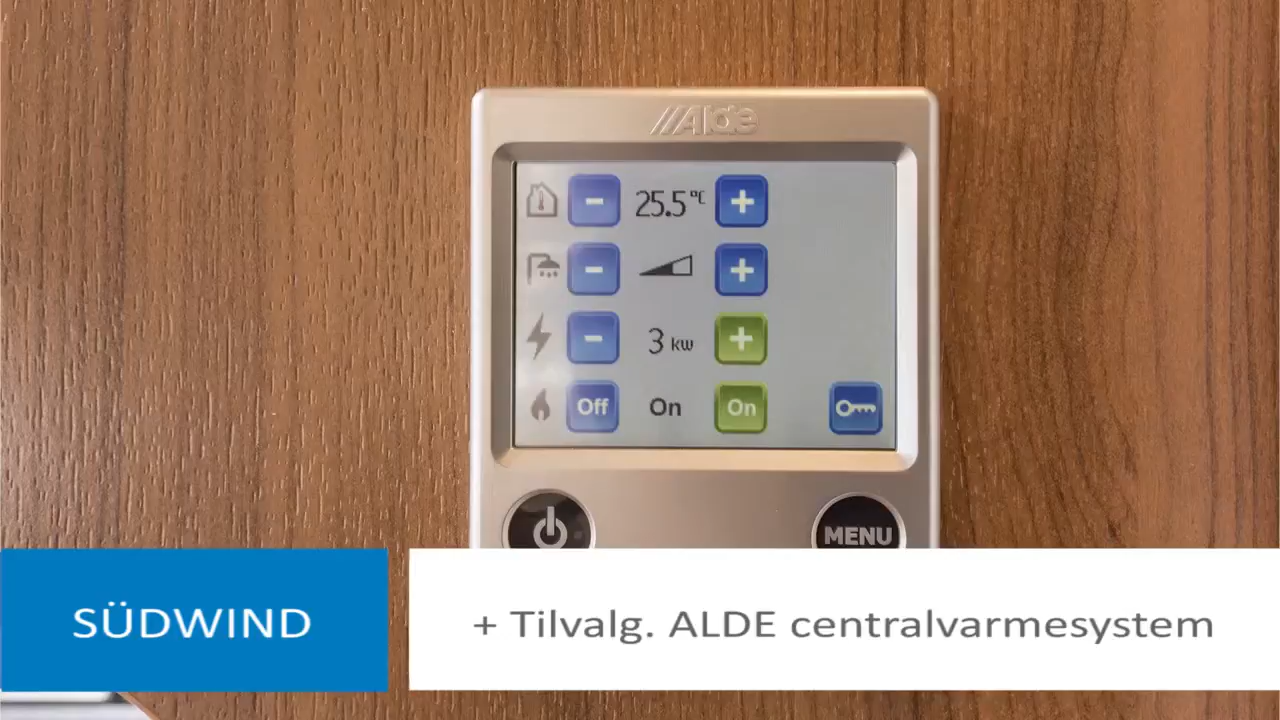 Alde
- 25.5°C +
- +
- 3 kw +
Off On On
MENU
SÜDWIND
+ Tilvalg. ALDE centralvarmesystem